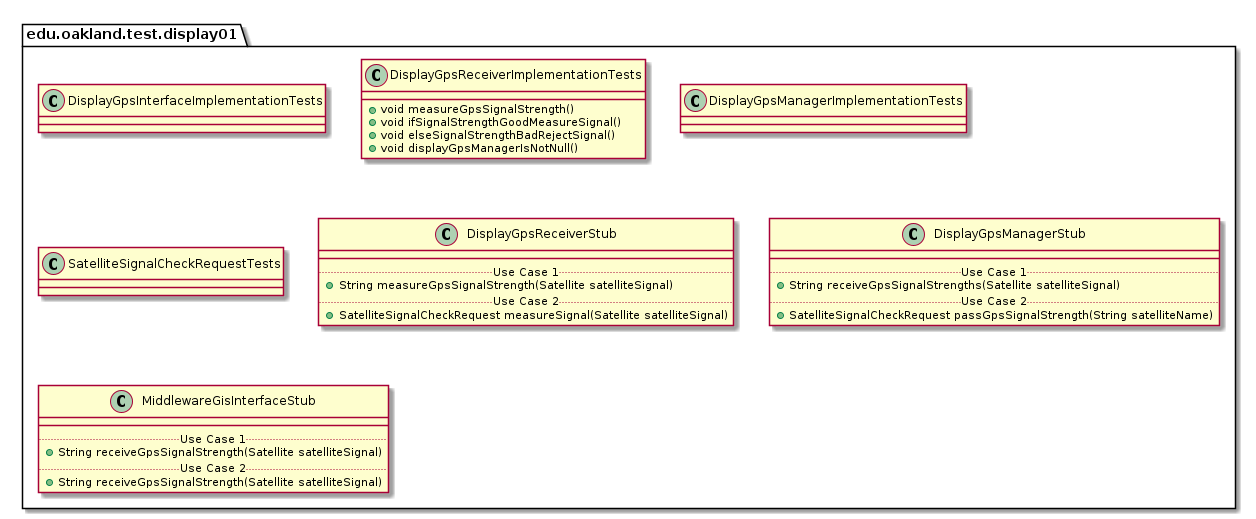 edu.oakland.test.display01
C DisplayGpsInterfaceImplementationTests
C DisplayGpsReceiverImplementationTests
void measureGpsSignalStrength()
void ifSignalStrengthGoodMeasureSignal()
void elseSignalStrengthBadRejectSignal()
void displayGpsManagerIsNotNull()
C DisplayGpsManagerImplementationTests
C SatelliteSignalCheckRequestTests
C DisplayGpsReceiverStub
Use Case 1
String measureGpsSignalStrength(Satellite satelliteSignal)
Use Case 2
SatelliteSignalCheckRequest measureSignal(Satellite satelliteSignal)
C DisplayGpsManagerStub
Use Case 1
String receiveGpsSignalStrengths(Satellite satelliteSignal)
Use Case 2
SatelliteSignalCheckRequest passGpsSignalStrength(String satelliteName)
C MiddlewareGisInterfaceStub
Use Case 1
String receiveGpsSignalStrength(Satellite satelliteSignal)
Use Case 2
String receiveGpsSignalStrength(Satellite satelliteSignal)